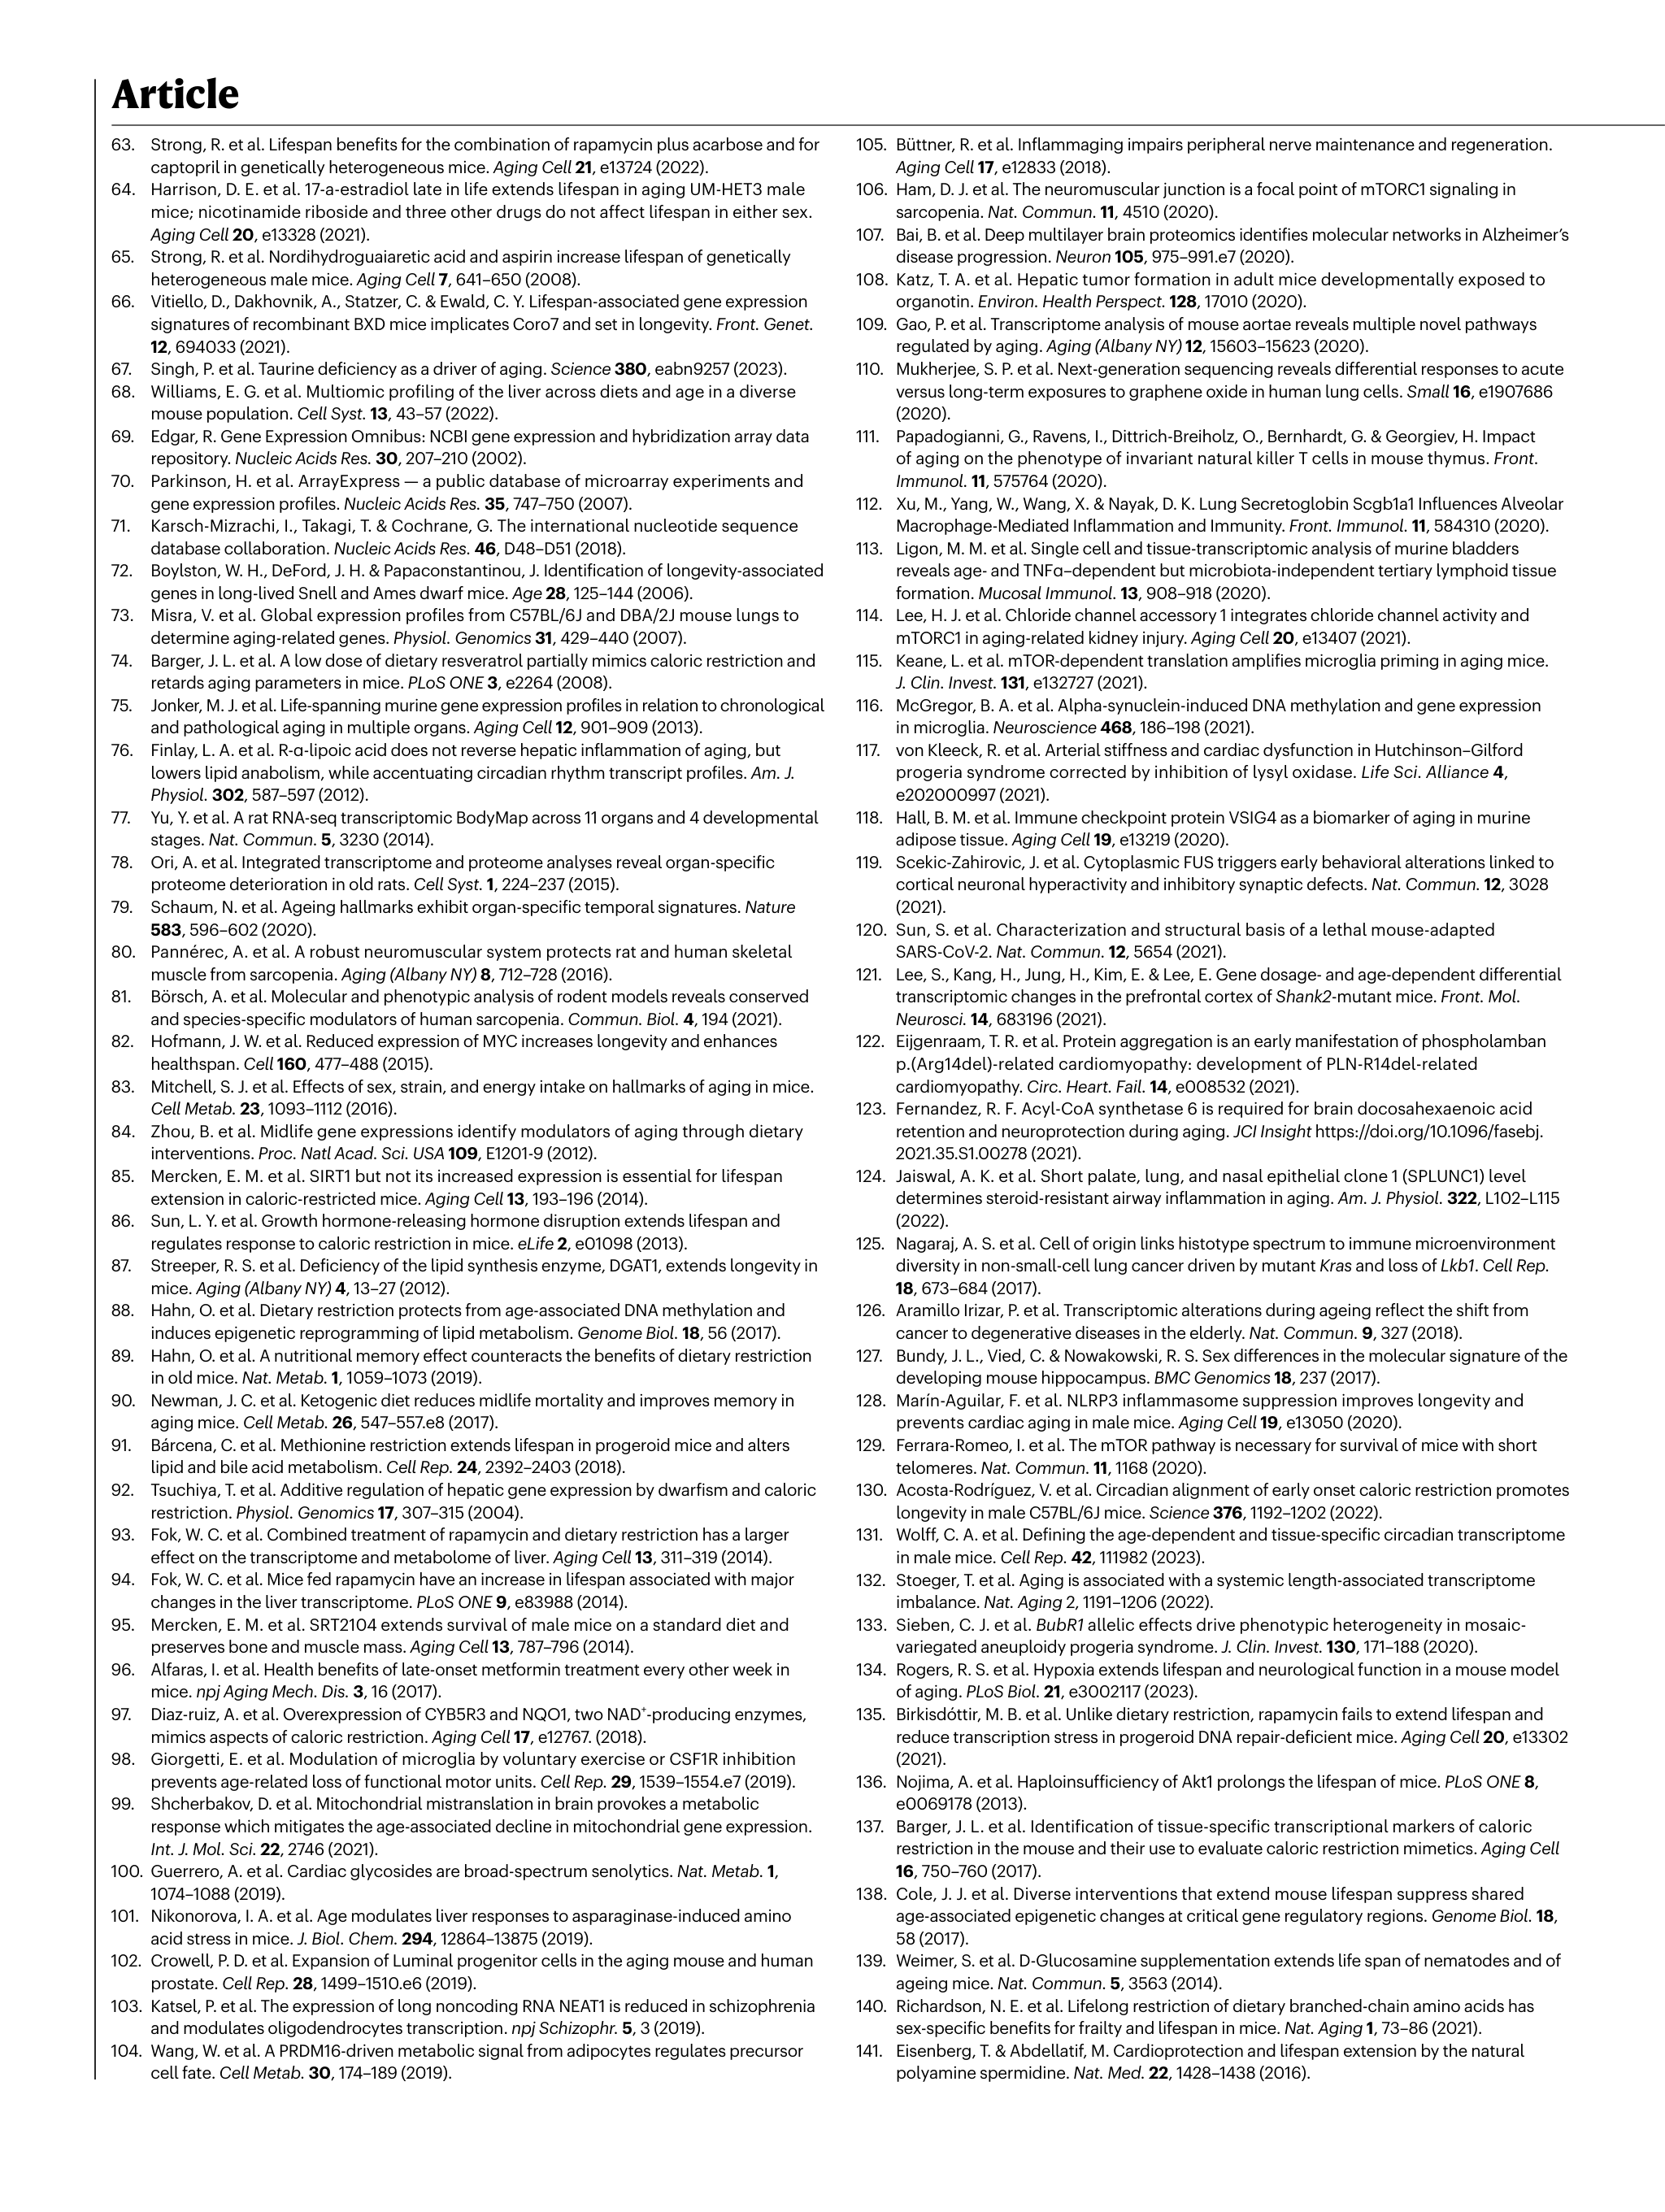 Article
63. Strong, R. et al. Lifespan benefits for the combination of rapamycin plus acarbose and for
captopril in genetically heterogeneous mice. Aging Cell 21, e13724 (2022).
64. Harrison, D. E. et al. 17-a-estradiol late in life extends lifespan in aging UM-HET3 male
mice; nicotinamide riboside and three other drugs do not affect lifespan in either sex.
Aging Cell 20, e13328 (2021).
65. Strong, R. et al. Nordihydroguaiaretic acid and aspirin increase lifespan of genetically
heterogeneous male mice. Aging Cell 7, 641–650 (2008).
66. Vitiello, D., Dakhovnik, A., Statzer, C. & Ewald, C. Y. Lifespan-associated gene expression
signatures of recombinant BXD mice implicates Coro7 and set in longevity. Front. Genet.
12, 694033 (2021).
67. Singh, P. et al. Taurine deficiency as a driver of aging. Science 380, eabn9257 (2023).
68. Williams, E. G. et al. Multiomic profiling of the liver across diets and age in a diverse
mouse population. Cell Syst. 13, 43–57 (2022).
69. Edgar, R. Gene Expression Omnibus: NCBI gene expression and hybridization array data
repository. Nucleic Acids Res. 30, 207–210 (2002).
70. Parkinson, H. et al. ArrayExpress — a public database of microarray experiments and
gene expression profiles. Nucleic Acids Res. 35, 747–750 (2007).
71. Karsch-Mizrachi, I., Takagi, T. & Cochrane, G. The international nucleotide sequence
database collaboration. Nucleic Acids Res. 46, D48–D51 (2018).
72. Boylston, W. H., DeFord, J. H. & Papaconstantinou, J. Identification of longevity-associated
genes in long-lived Snell and Ames dwarf mice. Age 28, 125–144 (2006).
73. Misra, V. et al. Global expression profiles from C57BL/6J and DBA/2J mouse lungs to
determine aging-related genes. Physiol. Genomics 31, 429–440 (2007).
74. Barger, J. L. et al. A low dose of dietary resveratrol partially mimics caloric restriction and
retards aging parameters in mice. PLoS ONE 3, e2264 (2008).
75. Jonker, M. J. et al. Life-spanning murine gene expression profiles in relation to chronological
and pathological aging in multiple organs. Aging Cell 12, 901–909 (2013).
76. Finlay, L. A. et al. R-α-lipoic acid does not reverse hepatic inflammation of aging, but
lowers lipid anabolism, while accentuating circadian rhythm transcript profiles. Am. J.
Physiol. 302, 587–597 (2012).
77. Yu, Y. et al. A rat RNA-seq transcriptomic BodyMap across 11 organs and 4 developmental
stages. Nat. Commun. 5, 3230 (2014).
78. Ori, A. et al. Integrated transcriptome and proteome analyses reveal organ-specific
proteome deterioration in old rats. Cell Syst. 1, 224–237 (2015).
79. Schaum, N. et al. Ageing hallmarks exhibit organ-specific temporal signatures. Nature
583, 596–602 (2020).
80. Pannérec, A. et al. A robust neuromuscular system protects rat and human skeletal
muscle from sarcopenia. Aging (Albany NY) 8, 712–728 (2016).
81. Börsch, A. et al. Molecular and phenotypic analysis of rodent models reveals conserved
and species-specific modulators of human sarcopenia. Commun. Biol. 4, 194 (2021).
82. Hofmann, J. W. et al. Reduced expression of MYC increases longevity and enhances
healthspan. Cell 160, 477–488 (2015).
83. Mitchell, S. J. et al. Effects of sex, strain, and energy intake on hallmarks of aging in mice.
Cell Metab. 23, 1093–1112 (2016).
84. Zhou, B. et al. Midlife gene expressions identify modulators of aging through dietary
interventions. Proc. Natl Acad. Sci. USA 109, E1201-9 (2012).
85. Mercken, E. M. et al. SIRT1 but not its increased expression is essential for lifespan
extension in caloric-restricted mice. Aging Cell 13, 193–196 (2014).
86. Sun, L. Y. et al. Growth hormone-releasing hormone disruption extends lifespan and
regulates response to caloric restriction in mice. eLife 2, e01098 (2013).
87. Streeper, R. S. et al. Deficiency of the lipid synthesis enzyme, DGAT1, extends longevity in
mice. Aging (Albany NY) 4, 13–27 (2012).
88. Hahn, O. et al. Dietary restriction protects from age-associated DNA methylation and
induces epigenetic reprogramming of lipid metabolism. Genome Biol. 18, 56 (2017).
89. Hahn, O. et al. A nutritional memory effect counteracts the benefits of dietary restriction
in old mice. Nat. Metab. 1, 1059–1073 (2019).
90. Newman, J. C. et al. Ketogenic diet reduces midlife mortality and improves memory in
aging mice. Cell Metab. 26, 547–557.e8 (2017).
91. Bárcena, C. et al. Methionine restriction extends lifespan in progeroid mice and alters
lipid and bile acid metabolism. Cell Rep. 24, 2392–2403 (2018).
92. Tsuchiya, T. et al. Additive regulation of hepatic gene expression by dwarfism and caloric
restriction. Physiol. Genomics 17, 307–315 (2004).
93. Fok, W. C. et al. Combined treatment of rapamycin and dietary restriction has a larger
effect on the transcriptome and metabolome of liver. Aging Cell 13, 311–319 (2014).
94. Fok, W. C. et al. Mice fed rapamycin have an increase in lifespan associated with major
changes in the liver transcriptome. PLoS ONE 9, e83988 (2014).
95. Mercken, E. M. et al. SRT2104 extends survival of male mice on a standard diet and
preserves bone and muscle mass. Aging Cell 13, 787–796 (2014).
96. Alfaras, I. et al. Health benefits of late-onset metformin treatment every other week in
mice. npj Aging Mech. Dis. 3, 16 (2017).
97. Diaz-ruiz, A. et al. Overexpression of CYB5R3 and NQO1, two NAD+-producing enzymes,
mimics aspects of caloric restriction. Aging Cell 17, e12767. (2018).
98. Giorgetti, E. et al. Modulation of microglia by voluntary exercise or CSF1R inhibition
prevents age-related loss of functional motor units. Cell Rep. 29, 1539–1554.e7 (2019).
99. Shcherbakov, D. et al. Mitochondrial mistranslation in brain provokes a metabolic
response which mitigates the age-associated decline in mitochondrial gene expression.
Int. J. Mol. Sci. 22, 2746 (2021).
100. Guerrero, A. et al. Cardiac glycosides are broad-spectrum senolytics. Nat. Metab. 1,
1074–1088 (2019).
101. Nikonorova, I. A. et al. Age modulates liver responses to asparaginase-induced amino
acid stress in mice. J. Biol. Chem. 294, 12864–13875 (2019).
102. Crowell, P. D. et al. Expansion of Luminal progenitor cells in the aging mouse and human
prostate. Cell Rep. 28, 1499–1510.e6 (2019).
103. Katsel, P. et al. The expression of long noncoding RNA NEAT1 is reduced in schizophrenia
and modulates oligodendrocytes transcription. npj Schizophr. 5, 3 (2019).
104. Wang, W. et al. A PRDM16-driven metabolic signal from adipocytes regulates precursor
cell fate. Cell Metab. 30, 174–189 (2019).
105. Büttner, R. et al. Inflammaging impairs peripheral nerve maintenance and regeneration.
Aging Cell 17, e12833 (2018).
106. Ham, D. J. et al. The neuromuscular junction is a focal point of mTORC1 signaling in
sarcopenia. Nat. Commun. 11, 4510 (2020).
107. Bai, B. et al. Deep multilayer brain proteomics identifies molecular networks in Alzheimer’s
disease progression. Neuron 105, 975–991.e7 (2020).
108. Katz, T. A. et al. Hepatic tumor formation in adult mice developmentally exposed to
organotin. Environ. Health Perspect. 128, 17010 (2020).
109. Gao, P. et al. Transcriptome analysis of mouse aortae reveals multiple novel pathways
regulated by aging. Aging (Albany NY) 12, 15603–15623 (2020).
110. Mukherjee, S. P. et al. Next-generation sequencing reveals differential responses to acute
versus long-term exposures to graphene oxide in human lung cells. Small 16, e1907686
(2020).
111. Papadogianni, G., Ravens, I., Dittrich-Breiholz, O., Bernhardt, G. & Georgiev, H. Impact
of aging on the phenotype of invariant natural killer T cells in mouse thymus. Front.
Immunol. 11, 575764 (2020).
112. Xu, M., Yang, W., Wang, X. & Nayak, D. K. Lung Secretoglobin Scgb1a1 Influences Alveolar
Macrophage-Mediated Inflammation and Immunity. Front. Immunol. 11, 584310 (2020).
113. Ligon, M. M. et al. Single cell and tissue-transcriptomic analysis of murine bladders
reveals age- and TNFα–dependent but microbiota-independent tertiary lymphoid tissue
formation. Mucosal Immunol. 13, 908–918 (2020).
114. Lee, H. J. et al. Chloride channel accessory 1 integrates chloride channel activity and
mTORC1 in aging-related kidney injury. Aging Cell 20, e13407 (2021).
115. Keane, L. et al. mTOR-dependent translation amplifies microglia priming in aging mice.
J. Clin. Invest. 131, e132727 (2021).
116. McGregor, B. A. et al. Alpha-synuclein-induced DNA methylation and gene expression
in microglia. Neuroscience 468, 186–198 (2021).
117. von Kleeck, R. et al. Arterial stiffness and cardiac dysfunction in Hutchinson–Gilford
progeria syndrome corrected by inhibition of lysyl oxidase. Life Sci. Alliance 4,
e202000997 (2021).
118. Hall, B. M. et al. Immune checkpoint protein VSIG4 as a biomarker of aging in murine
adipose tissue. Aging Cell 19, e13219 (2020).
119. Scekic-Zahirovic, J. et al. Cytoplasmic FUS triggers early behavioral alterations linked to
cortical neuronal hyperactivity and inhibitory synaptic defects. Nat. Commun. 12, 3028
(2021).
120. Sun, S. et al. Characterization and structural basis of a lethal mouse-adapted
SARS-CoV-2. Nat. Commun. 12, 5654 (2021).
121. Lee, S., Kang, H., Jung, H., Kim, E. & Lee, E. Gene dosage- and age-dependent differential
transcriptomic changes in the prefrontal cortex of Shank2-mutant mice. Front. Mol.
Neurosci. 14, 683196 (2021).
122. Eijgenraam, T. R. et al. Protein aggregation is an early manifestation of phospholamban
p.(Arg14del)-related cardiomyopathy: development of PLN-R14del-related
cardiomyopathy. Circ. Heart. Fail. 14, e008532 (2021).
123. Fernandez, R. F. Acyl-CoA synthetase 6 is required for brain docosahexaenoic acid
retention and neuroprotection during aging. JCI Insight https://doi.org/10.1096/fasebj.
2021.35.S1.00278 (2021).
124. Jaiswal, A. K. et al. Short palate, lung, and nasal epithelial clone 1 (SPLUNC1) level
determines steroid-resistant airway inflammation in aging. Am. J. Physiol. 322, L102–L115
(2022).
125. Nagaraj, A. S. et al. Cell of origin links histotype spectrum to immune microenvironment
diversity in non-small-cell lung cancer driven by mutant Kras and loss of Lkb1. Cell Rep.
18, 673–684 (2017).
126. Aramillo Irizar, P. et al. Transcriptomic alterations during ageing reflect the shift from
cancer to degenerative diseases in the elderly. Nat. Commun. 9, 327 (2018).
127. Bundy, J. L., Vied, C. & Nowakowski, R. S. Sex differences in the molecular signature of the
developing mouse hippocampus. BMC Genomics 18, 237 (2017).
128. Marín-Aguilar, F. et al. NLRP3 inflammasome suppression improves longevity and
prevents cardiac aging in male mice. Aging Cell 19, e13050 (2020).
129. Ferrara-Romeo, I. et al. The mTOR pathway is necessary for survival of mice with short
telomeres. Nat. Commun. 11, 1168 (2020).
130. Acosta-Rodríguez, V. et al. Circadian alignment of early onset caloric restriction promotes
longevity in male C57BL/6J mice. Science 376, 1192–1202 (2022).
131. Wolff, C. A. et al. Defining the age-dependent and tissue-specific circadian transcriptome
in male mice. Cell Rep. 42, 111982 (2023).
132. Stoeger, T. et al. Aging is associated with a systemic length-associated transcriptome
imbalance. Nat. Aging 2, 1191–1206 (2022).
133. Sieben, C. J. et al. BubR1 allelic effects drive phenotypic heterogeneity in mosaic-
variegated aneuploidy progeria syndrome. J. Clin. Invest. 130, 171–188 (2020).
134. Rogers, R. S. et al. Hypoxia extends lifespan and neurological function in a mouse model
of aging. PLoS Biol. 21, e3002117 (2023).
135. Birkisdóttir, M. B. et al. Unlike dietary restriction, rapamycin fails to extend lifespan and
reduce transcription stress in progeroid DNA repair-deficient mice. Aging Cell 20, e13302
(2021).
136. Nojima, A. et al. Haploinsufficiency of Akt1 prolongs the lifespan of mice. PLoS ONE 8,
e0069178 (2013).
137. Barger, J. L. et al. Identification of tissue-specific transcriptional markers of caloric
restriction in the mouse and their use to evaluate caloric restriction mimetics. Aging Cell
16, 750–760 (2017).
138. Cole, J. J. et al. Diverse interventions that extend mouse lifespan suppress shared
age-associated epigenetic changes at critical gene regulatory regions. Genome Biol. 18,
58 (2017).
139. Weimer, S. et al. D-Glucosamine supplementation extends life span of nematodes and of
ageing mice. Nat. Commun. 5, 3563 (2014).
140. Richardson, N. E. et al. Lifelong restriction of dietary branched-chain amino acids has
sex-specific benefits for frailty and lifespan in mice. Nat. Aging 1, 73–86 (2021).
141. Eisenberg, T. & Abdellatif, M. Cardioprotection and lifespan extension by the natural
polyamine spermidine. Nat. Med. 22, 1428–1438 (2016).